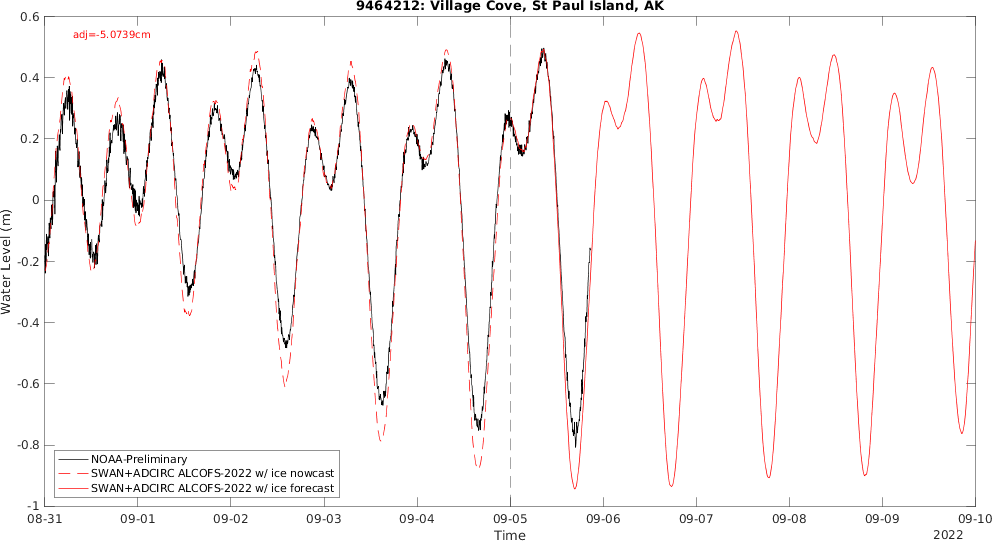 9464212: Village Cove, St Paul Island, AK
adj=-5.0739cm
0.6
0.4
0.2
0
-0.2
-0.4
-0.6
-0.8
-1
Water Level (m)
NOAA-Preliminary
SWAN+ADCIRC ALCOFS-2022 w/ ice nowcast
SWAN+ADCIRC ALCOFS-2022 w/ ice forecast
08-31 09-01 09-02 09-03 09-04 09-05 09-06 09-07 09-08 09-09 09-10
Time
2022